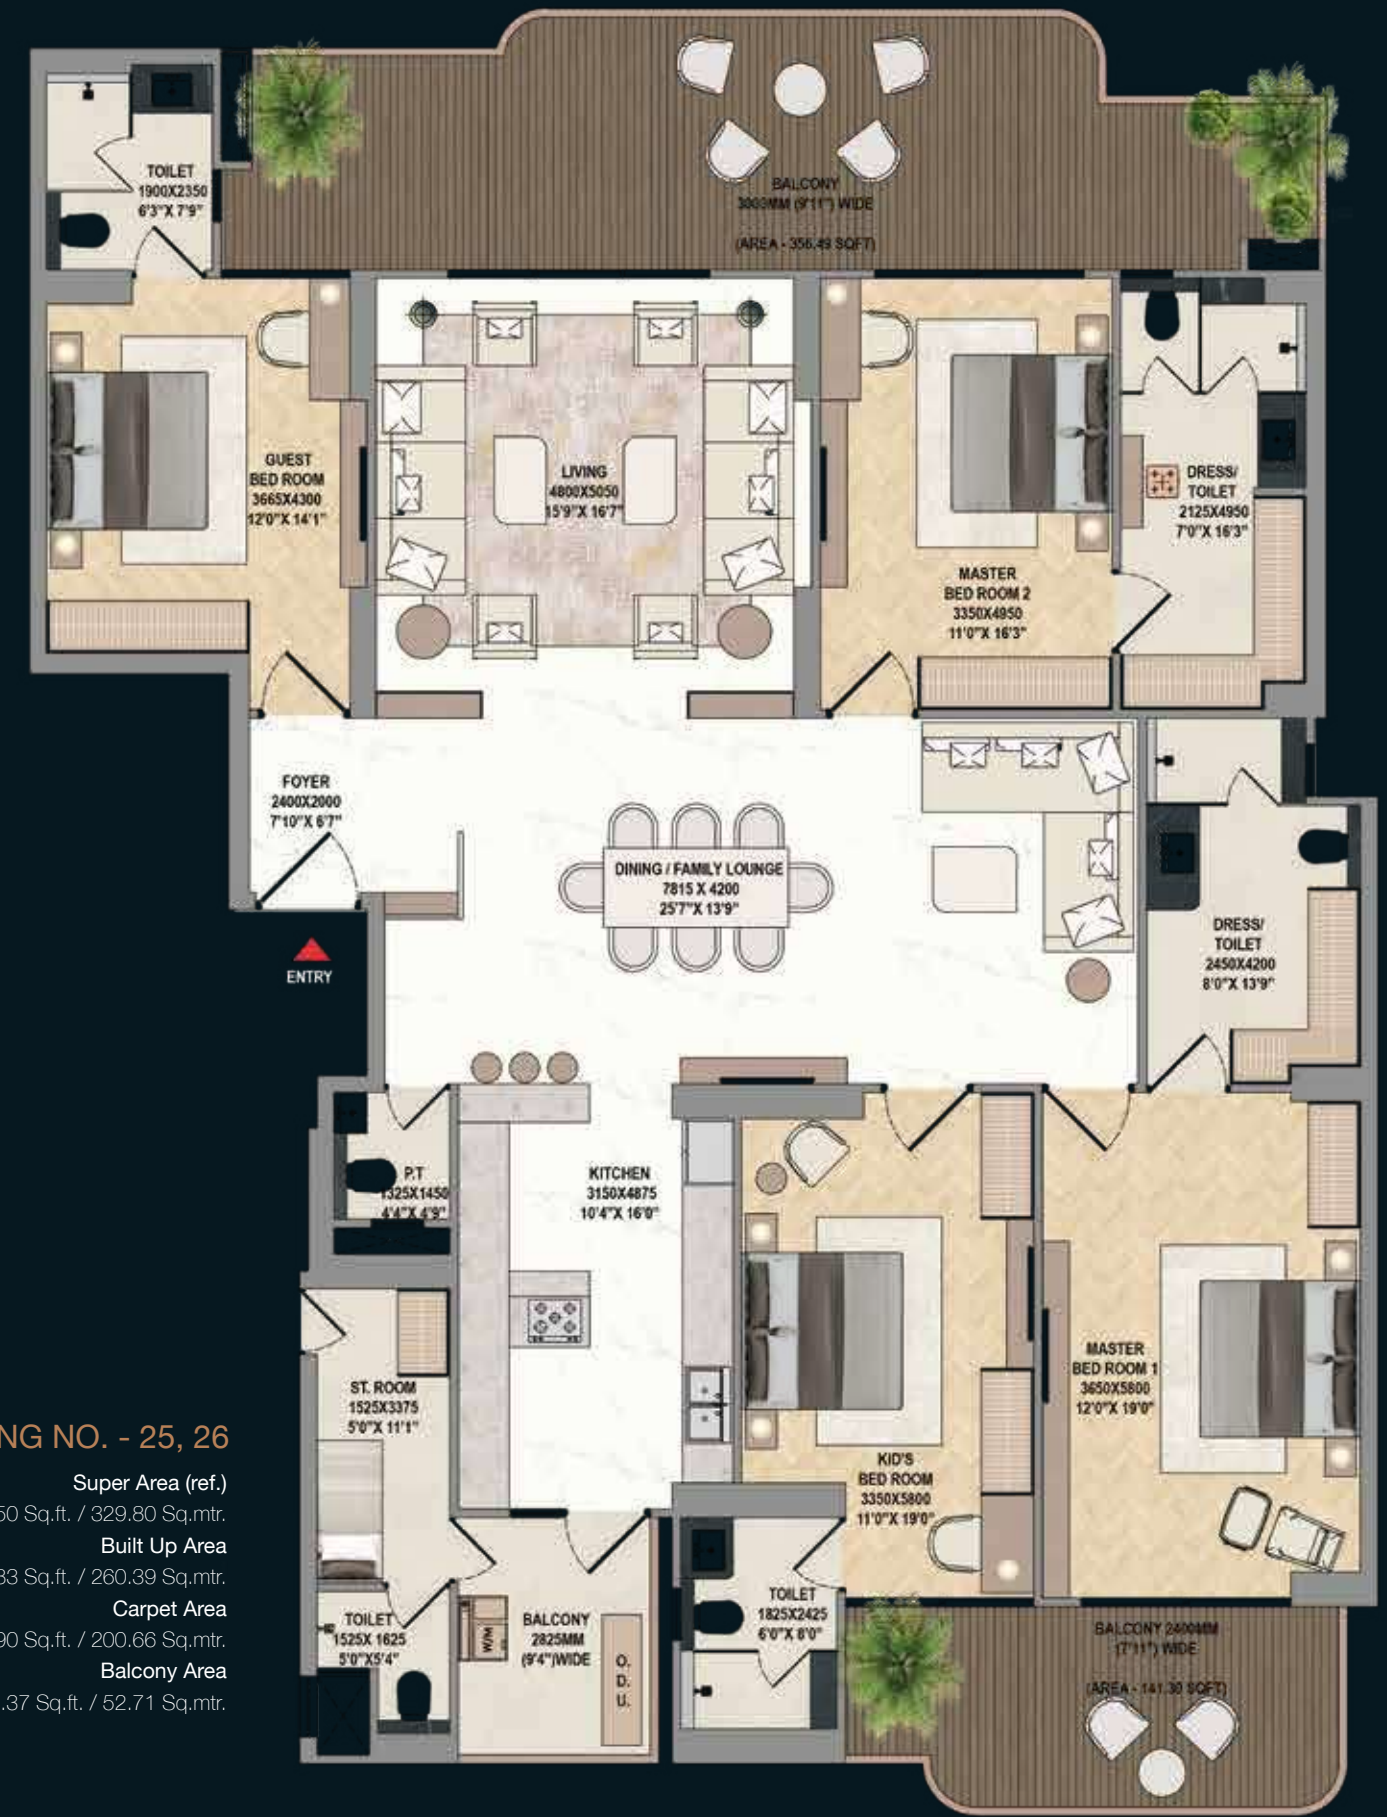 TOILET
1900X2350
6'3"X 7'9"
BALCONY
3000MM (9'11") WIDE
(AREA - 356.49 SQFT)
GUEST
BED ROOM
3665X4300
12'0"X 14'1"
LIVING
4800X5050
15'9"X 16'7"
MASTER
BED ROOM 2
3350X4950
11'0"X 16'3"
DRESS/
TOILET
2125X4950
7'0"X 16'3"
FOYER
2400X2000
7'10"X 6'7"
ENTRY
DINING / FAMILY LOUNGE
7815 X 4200
25'7"X 13'9"
DRESS/
TOILET
2450X4200
8'0"X 13'9"
P.T
1325X1450
4'4"X 4'9"
KITCHEN
3150X4875
10'4"X 16'0"
ST. ROOM
1525X3375
5'0"X 11'1"
KID'S
BED ROOM
3350X5800
11'0"X 19'0"
MASTER
BED ROOM 1
3650X5800
12'0"X 19'0"
TOILET
1525X 1625
5'0"X5'4"
W/M
BALCONY
2825MM
(9'4")WIDE
O.
D.
U.
TOILET
1825X2425
6'0"X 8'0"
BALCONY 2400MM
(7'11") WIDE
(AREA - 141.30 SQFT)
NG NO. - 25, 26
Super Area (ref.)
50 Sq.ft. / 329.80 Sq.mtr.
Built Up Area
33 Sq.ft. / 260.39 Sq.mtr.
Carpet Area
90 Sq.ft. / 200.66 Sq.mtr.
Balcony Area
.37 Sq.ft. / 52.71 Sq.mtr.